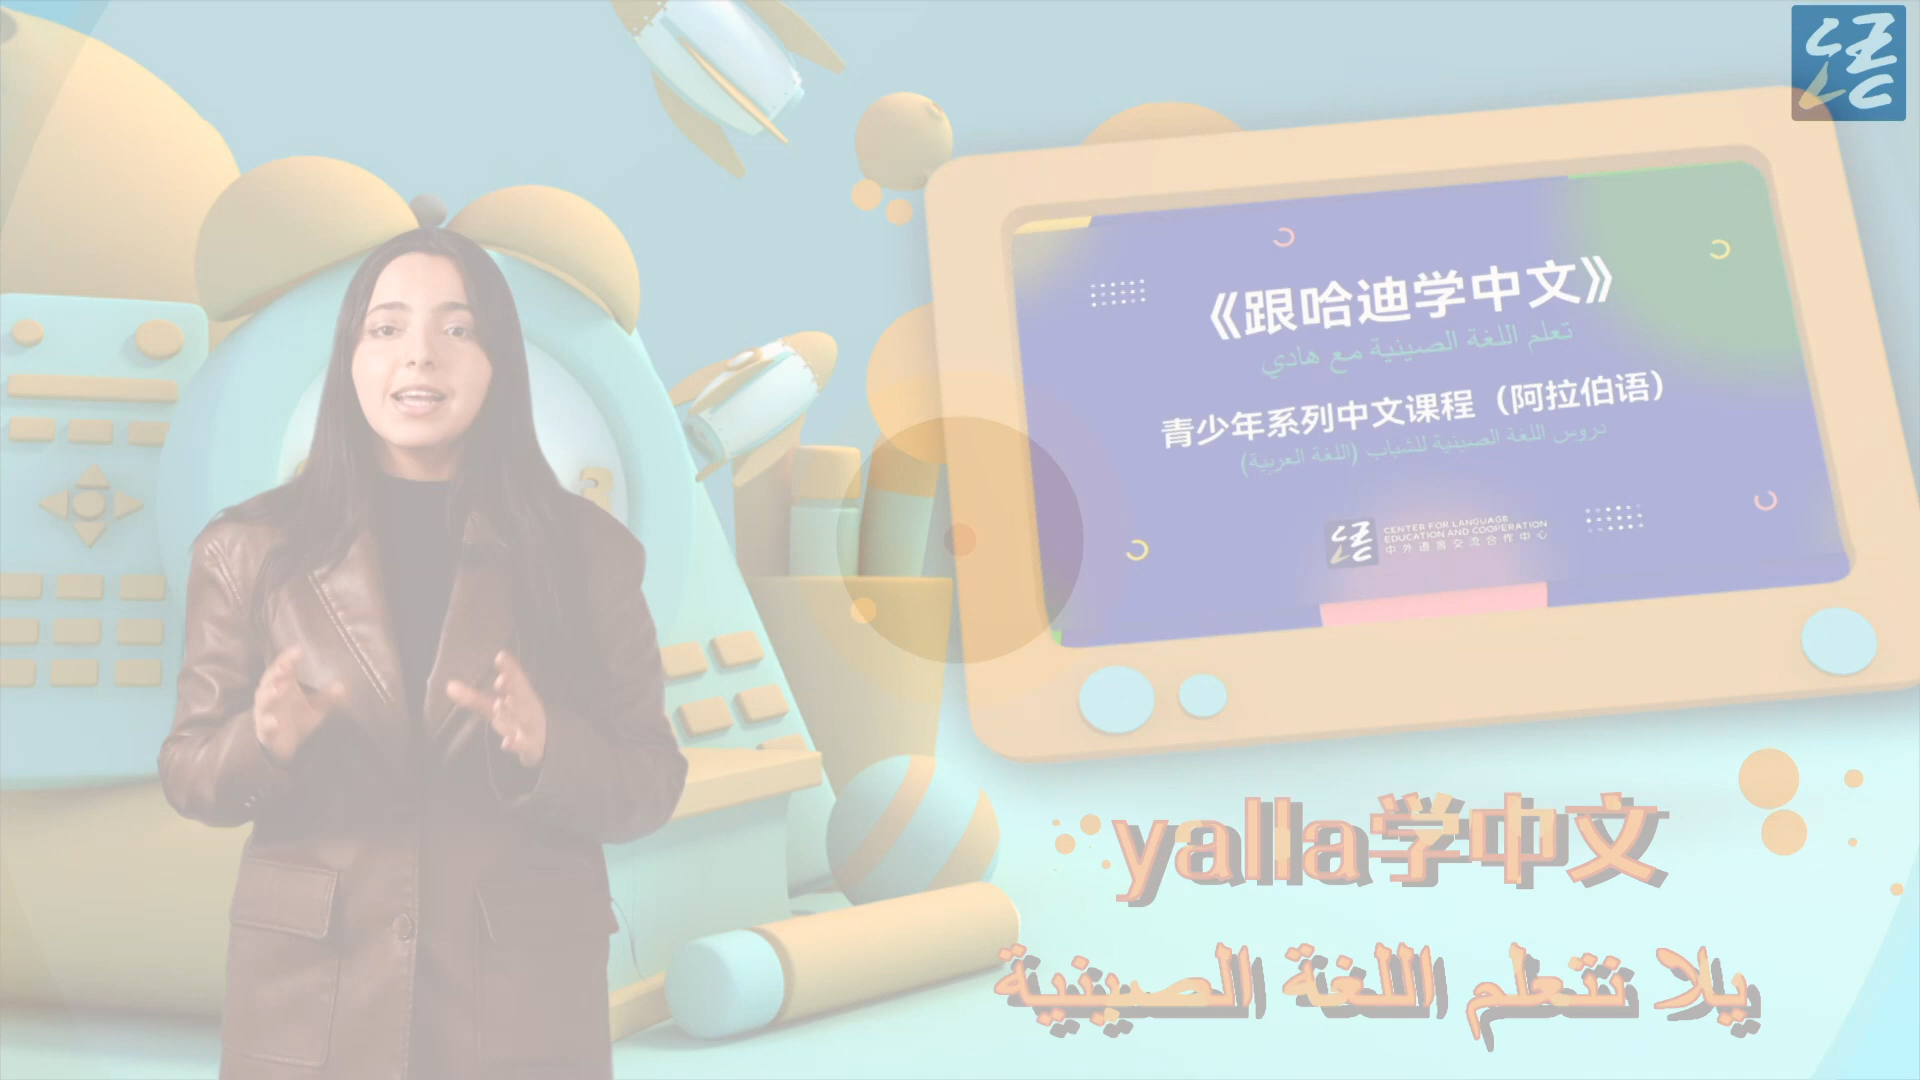 《跟哈迪学中文》
تعلم اللغة الصينية مع هادي
青少年系列中文课程（阿拉伯语）
دروس اللغة الصينية للشباب (اللغة العربية)
CENTER FOR LANGUAGE
EDUCATION AND COOPERATION
中外语言交流合作中心
yalla学中文
يلا نتعلم اللغة الصينية
3